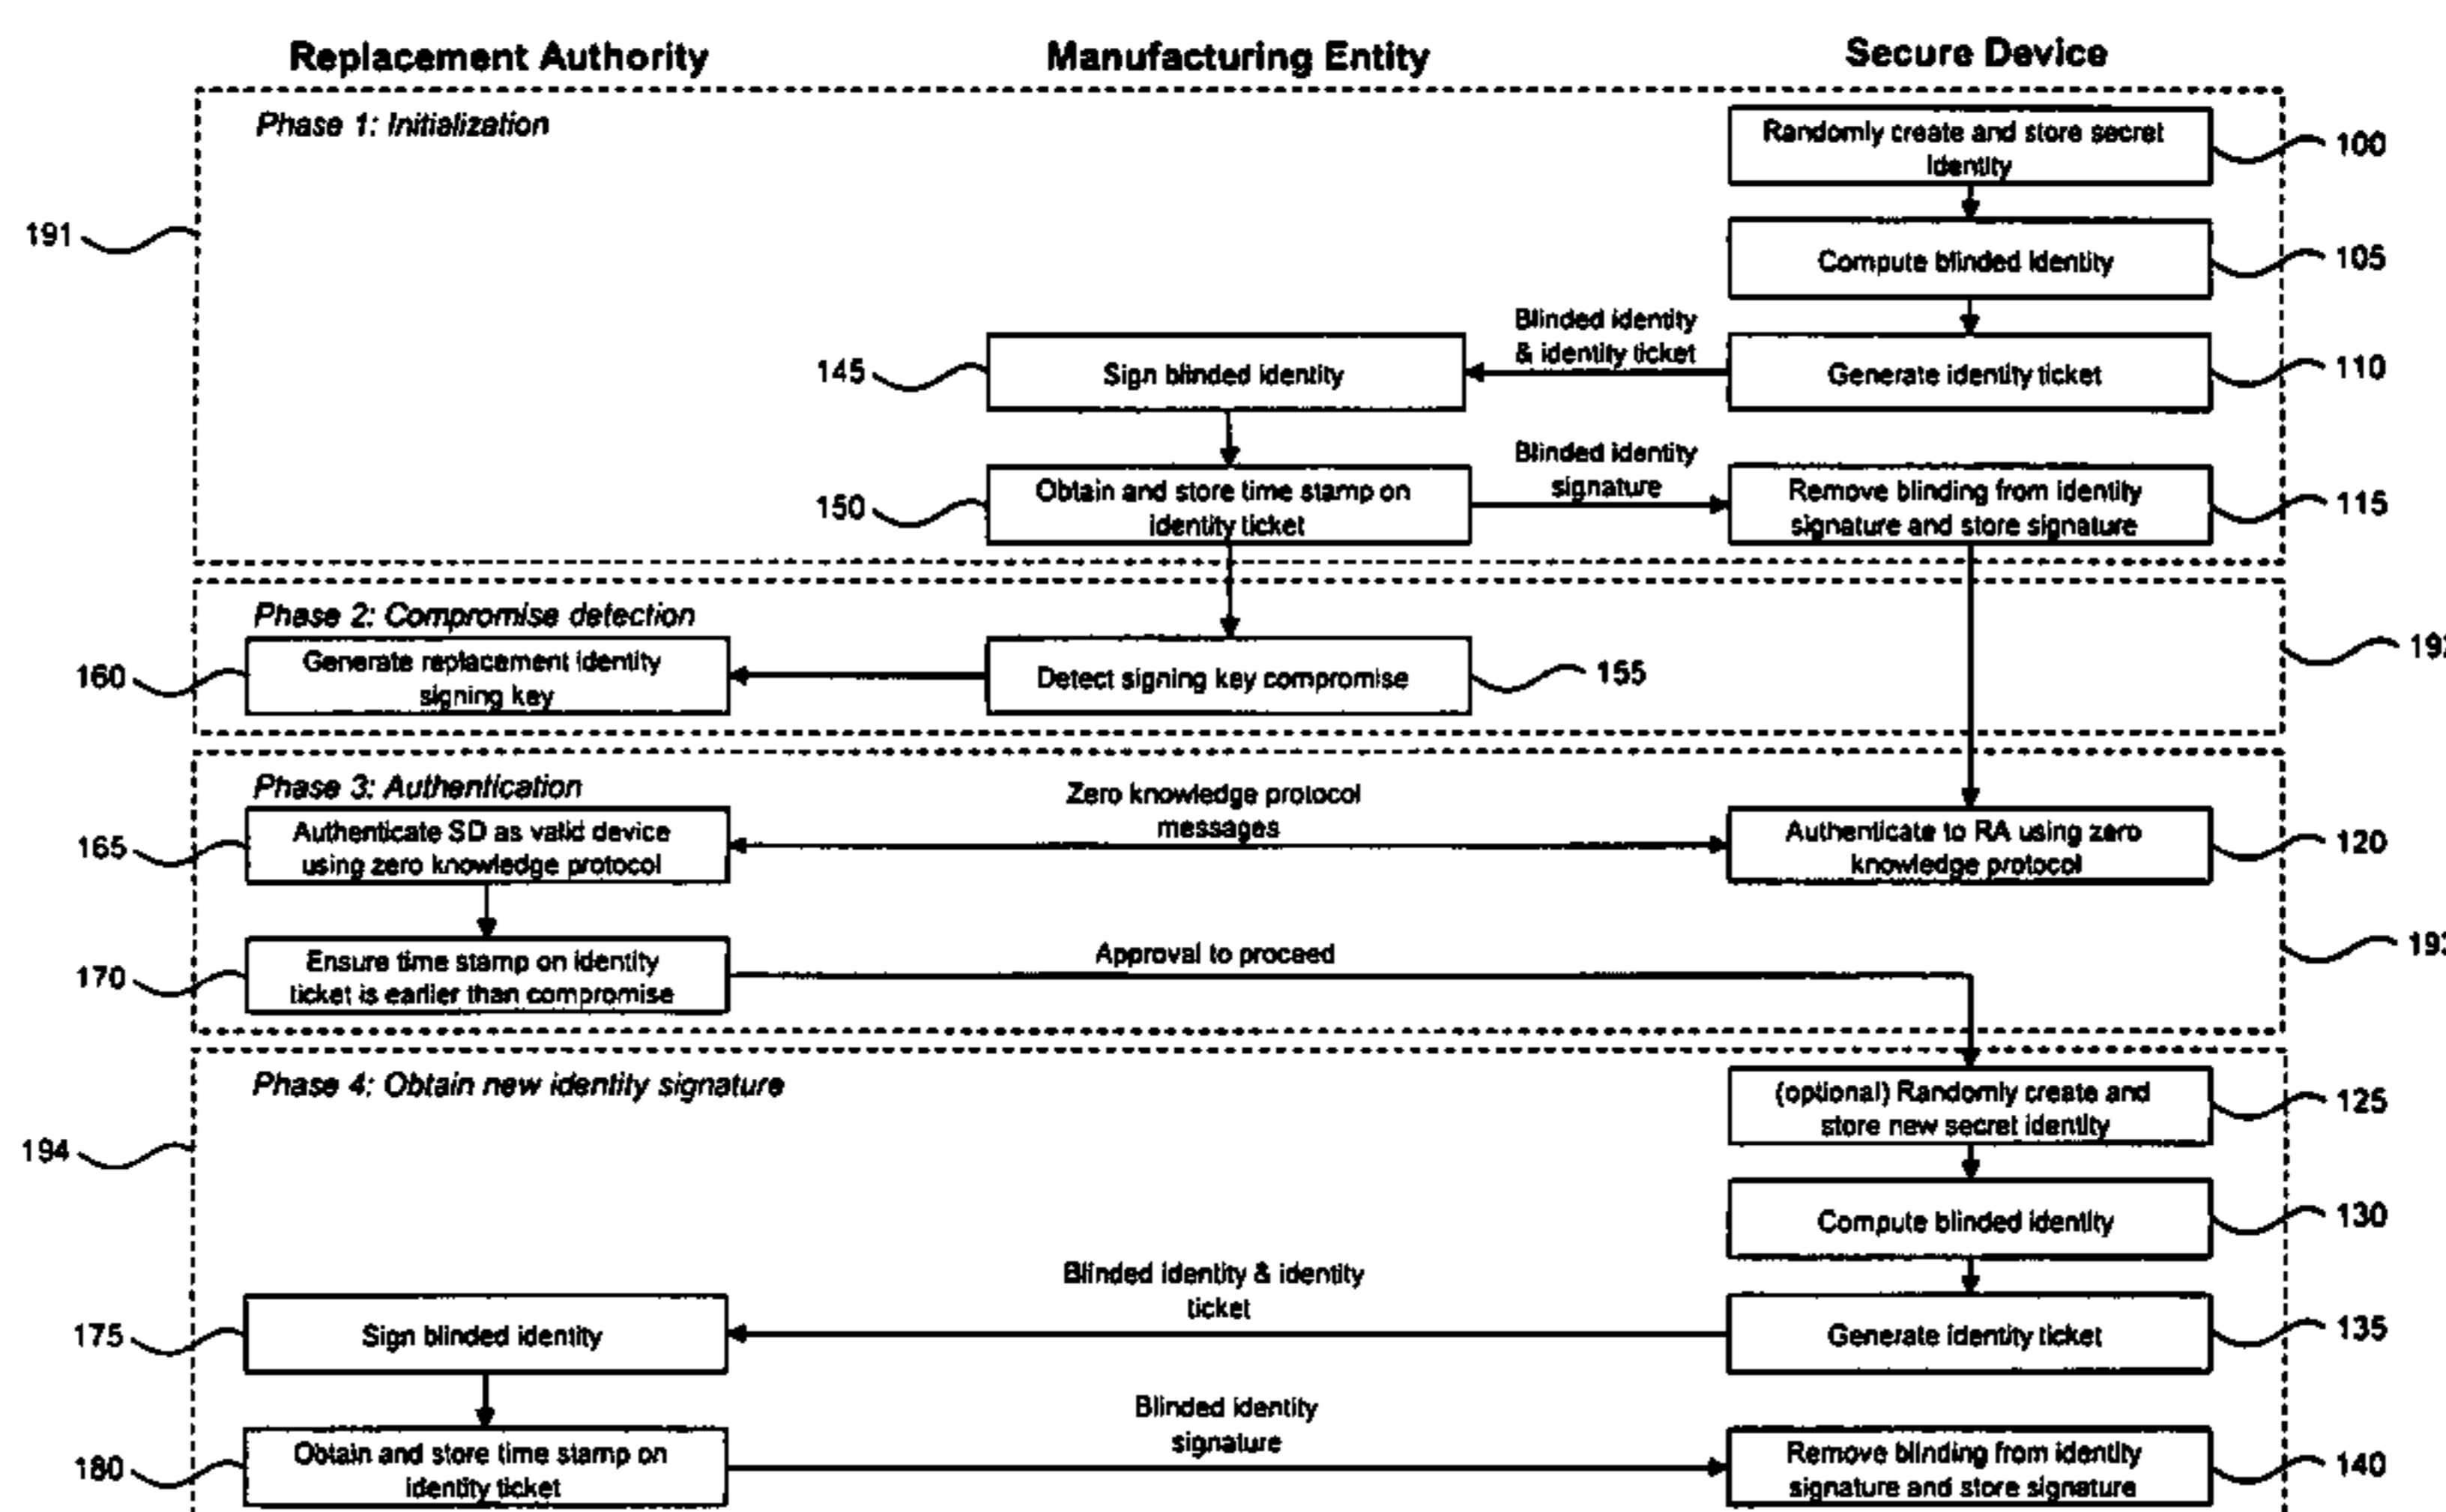 Replacement Authority
Manufacturing Entity
Secure Device
Phase 1: Initialization
Randomly create and store secret
identity
100
191
Compute blinded identity
105
Blinded identity
& identity ticket
145
Sign blinded identity
Generate identity ticket
110
Blinded identity
signature
150
Obtain and store time stamp on
identity ticket
Remove blinding from identity
signature and store signature
115
Phase 2: Compromise detection
160
Generate replacement identity
signing key
Detect signing key compromise
155
Phase 3: Authentication
Zero knowledge protocol
messages
165
Authenticate SD as valid device
using zero knowledge protocol
Authenticate to RA using zero
knowledge protocol
120
170
Ensure time stamp on identity
ticket is earlier than compromise
Approval to proceed
Phase 4: Obtain new identity signature
(optional) Randomly create and
store new secret identity
125
194
Compute blinded identity
130
Blinded identity & identity
ticket
175
Sign blinded identity
Generate identity ticket
135
Blinded identity
signature
180
Obtain and store time stamp on
identity ticket
Remove blinding from identity
signature and store signature
140